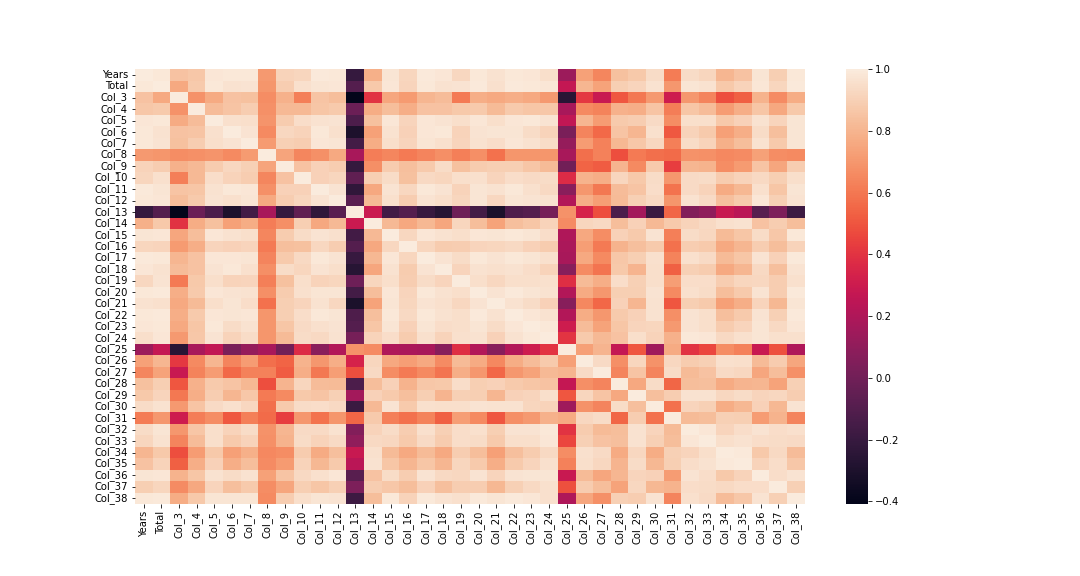 Years
Total
Col_3
Col_4
Col_5
Col_6
Col_7
Col_8
Col_9
Col_10
Col_11
Col_12
Col_13
Col_14
Col_15
Col_16
Col_17
Col_18
Col_19
Col_20
Col_21
Col_22
Col_23
Col_24
Col_25
Col_26
Col_27
Col_28
Col_29
Col_30
Col_31
Col_32
Col_33
Col_34
Col_35
Col_36
Col_37
Col_38
Years
Total
Col_3
Col_4
Col_5
Col_6
Col_7
Col_8
Col_9
Col_10
Col_11
Col_12
Col_13
Col_14
Col_15
Col_16
Col_17
Col_18
Col_19
Col_20
Col_21
Col_22
Col_23
Col_24
Col_25
Col_26
Col_27
Col_28
Col_29
Col_30
Col_31
Col_32
Col_33
Col_34
Col_35
Col_36
Col_37
Col_38
1.0
0.8
0.6
0.4
0.2
0.0
−0.2
−0.4